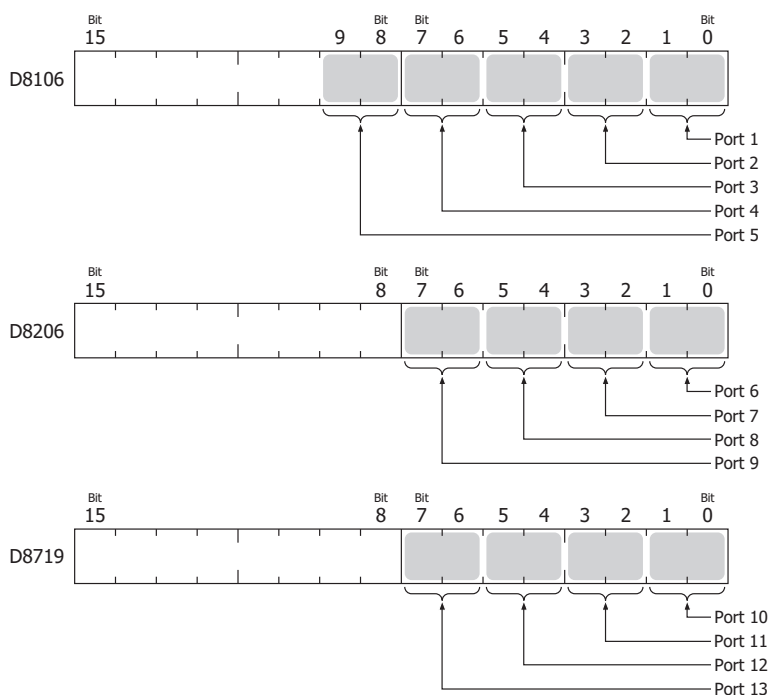 Bit Bit Bit Bit
15 9 8 7 6 5 4 3 2 1 0
D8106
Port 1
Port 2
Port 3
Port 4
Port 5
Bit Bit Bit Bit
15 8 7 6 5 4 3 2 1 0
D8206
Port 6
Port 7
Port 8
Port 9
Bit Bit Bit Bit
15 8 7 6 5 4 3 2 1 0
D8719
Port 10
Port 11
Port 12
Port 13